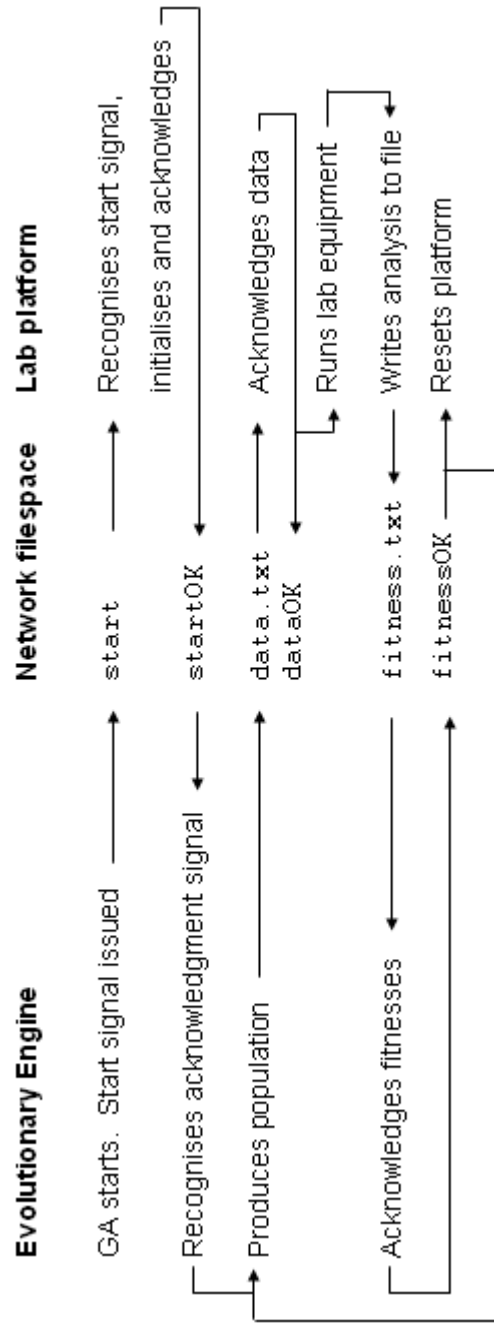 Evolutionary Engine
Network filespace
Lab platform
GA starts. Start signal issued
start
Recognises start signal,
initialises and acknowledges
Recognises acknowledgment signal
startOK
Produces population
data.txt
Acknowledges data
dataOK
Runs lab equipment
Acknowledges fitnesses
fitness.txt
Writes analysis to file
fitnessOK
Resets platform